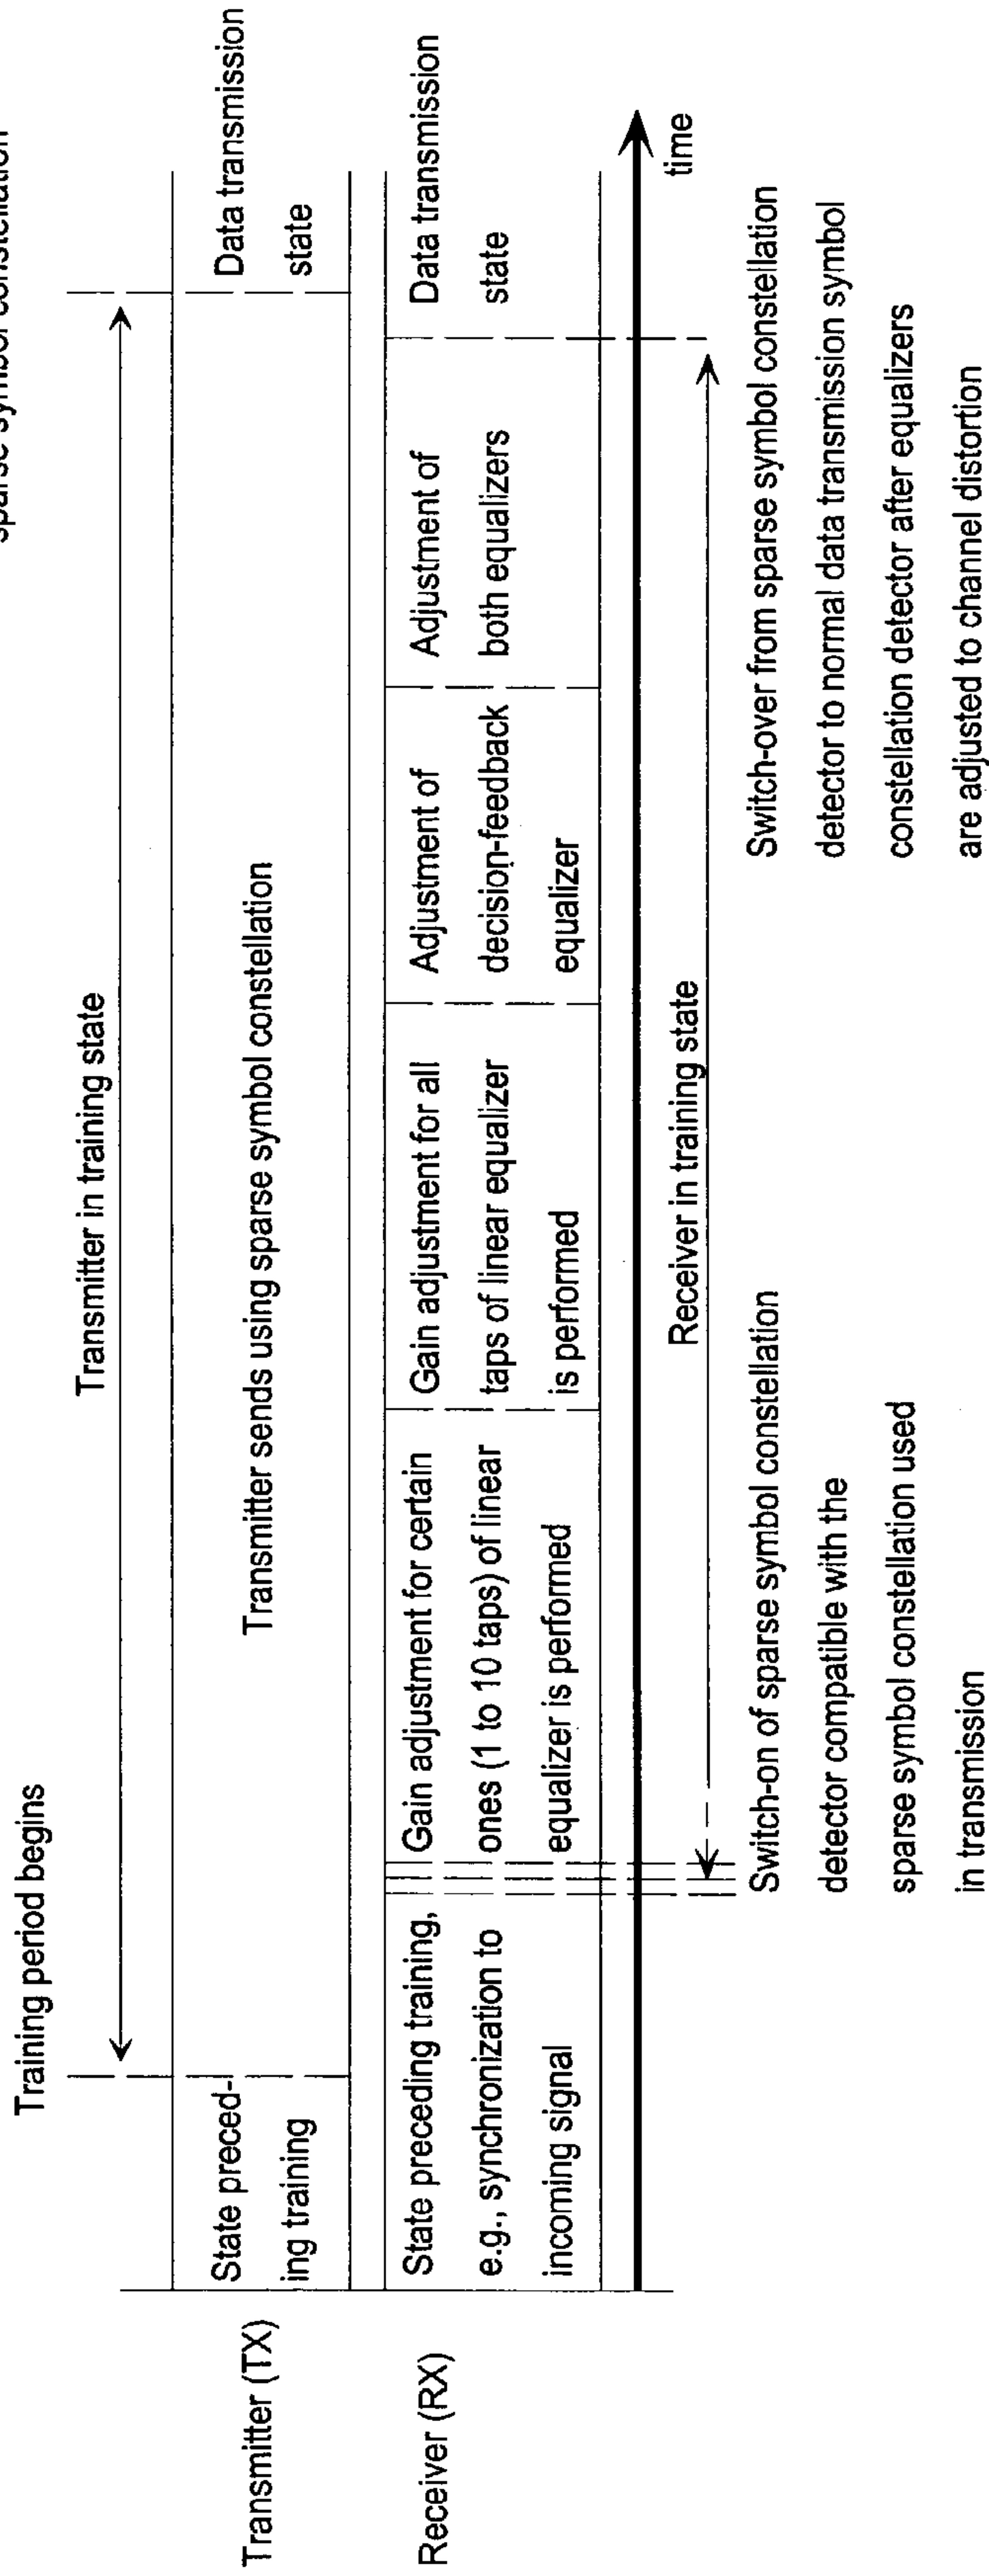 sparse symbol constellation
Training period begins
Transmitter in training state
Transmitter (TX)
State preced-
ing training
Transmitter sends using sparse symbol constellation
Data transmission
state
Receiver (RX)
State preceding training,
e.g., synchronization to
incoming signal
Gain adjustment for certain
ones (1 to 10 taps) of linear
equalizer is performed
Gain adjustment for all
taps of linear equalizer
is performed
Adjustment of
decision-feedback
equalizer
Adjustment of
both equalizers
Data transmission
state
time
Receiver in training state
Switch-on of sparse symbol constellation
detector compatible with the
sparse symbol constellation used
in transmission
Switch-over from sparse symbol constellation
detector to normal data transmission symbol
constellation detector after equalizers
are adjusted to channel distortion